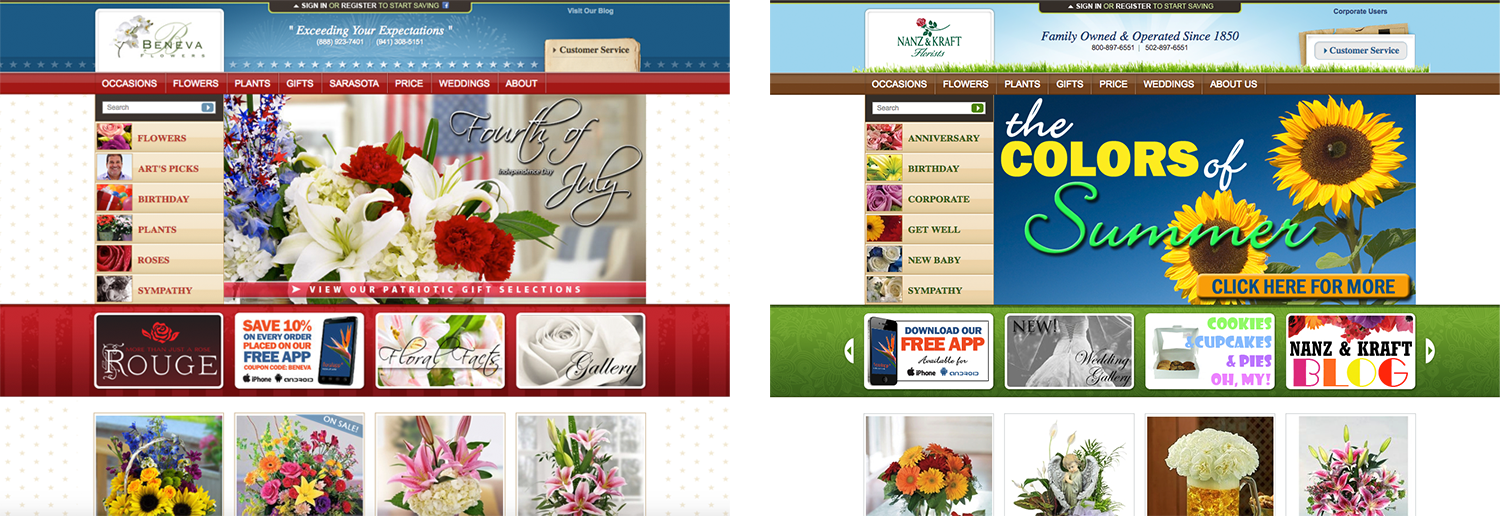 SIGN IN OR REGISTER TO START SAVING
Visit Our Blog
BENEVA
FLOWERS
" Exceeding Your Expectations "
(888) 923-7401 (941) 308-5151
Customer Service
OCCASIONS FLOWERS PLANTS GIFTS SARASOTA PRICE WEDDINGS ABOUT
Search
FLOWERS
ART'S PICKS
BIRTHDAY
PLANTS
ROSES
SYMPATHY
Fourth of
Independence Day
July
VIEW OUR PATRIOTIC GIFT SELECTIONS
MORE THAN JUST A ROSE
ROUGE
SAVE 10%
ON EVERY ORDER
PLACED ON OUR
FREE APP
COUPON CODE: BENEVA
iPhone ANDROID
Floral Facts
Gallery
ON SALE!
SIGN IN OR REGISTER TO START SAVING
Corporate Users
NANZ & KRAFT
Florists
Family Owned & Operated Since 1850
800-897-6551 | 502-897-6551
Customer Service
OCCASIONS FLOWERS PLANTS GIFTS PRICE WEDDINGS ABOUT US
Search
ANNIVERSARY
BIRTHDAY
CORPORATE
GET WELL
NEW BABY
SYMPATHY
the
COLORS of
Summer
CLICK HERE FOR MORE
DOWNLOAD OUR
FREE APP
Available for
iPhone ANDROID
NEW!
Wedding
Gallery
COOKIES
&CUPCAKES
& PIES
OH, MY!
NANZ & KRAFT
BLOG